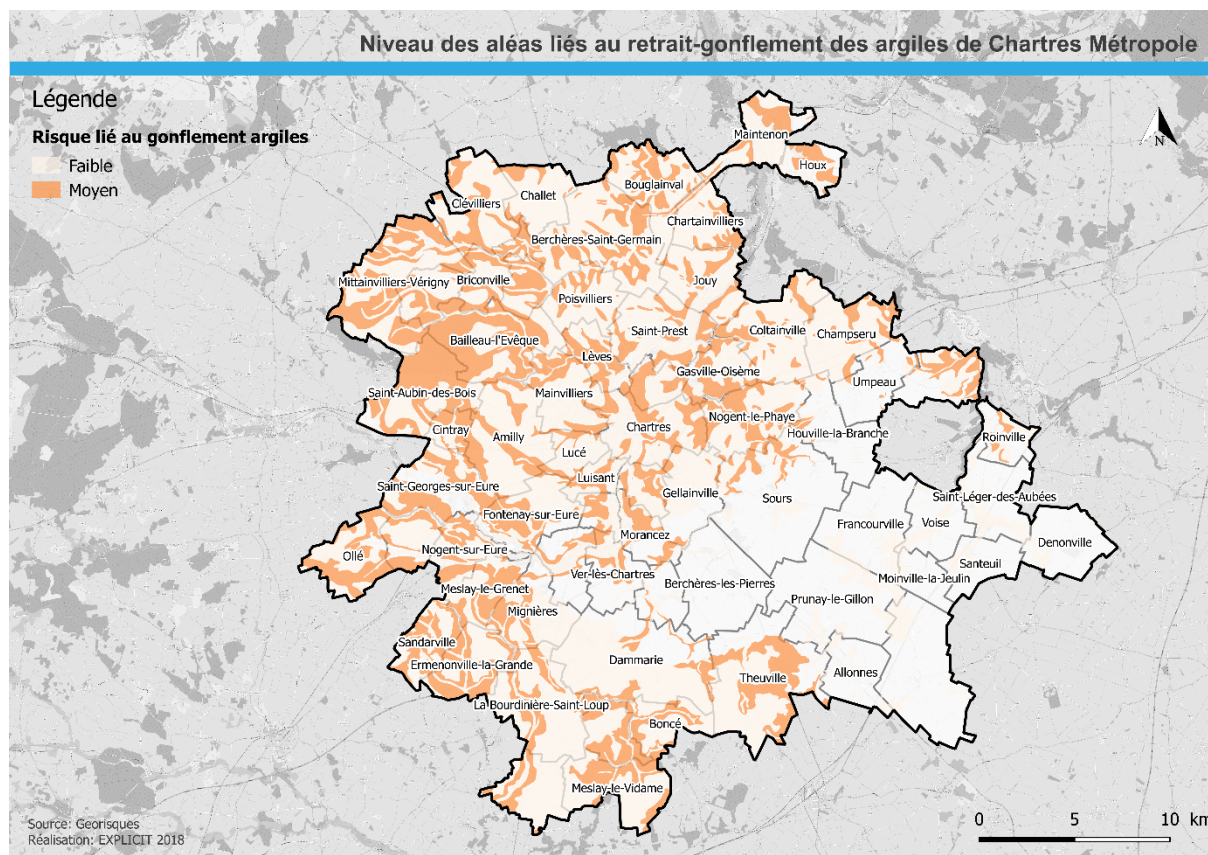 Niveau des aléas liés au retrait-gonflement des argiles de Chartres Métropole
Légende
Risque lié au gonflement argiles
Faible
Moyen
N
Maintenon
Houx
Bouglainval
Challet
Clévilliers
Chartainvilliers
Berchères-Saint-Germain
Mittainvilliers-Vérigny
Briconville
Jouy
Poisvilliers
Saint-Prest
Coltainville
Champseru
Bailleau-l'Evêque
Lèves
Gasville-Oisème
Umpeau
Saint-Aubin-des-Bois
Mainvilliers
Nogent-le-Phaye
Cintray
Amilly
Chartres
Houville-la-Branche
Roinville
Lucé
Luisant
Saint-Georges-sur-Eure
Gellainville
Sours
Saint-Léger-des-Aubées
Fontenay-sur-Eure
Francourville
Voise
Morancez
Denonville
Ollé
Nogent-sur-Eure
Santeuil
Ver-lès-Chartres
Berchères-les-Pierres
Moinville-la-Jeulin
Meslay-le-Grenet
Prunay-le-Gillon
Mignières
Sandarville
Ermenonville-la-Grande
Dammarie
Theuville
Allonnes
La Bourdinière-Saint-Loup
Boncé
Meslay-le-Vidame
Source: Georisques
Réalisation: EXPLICIT 2018
0 5 10 km